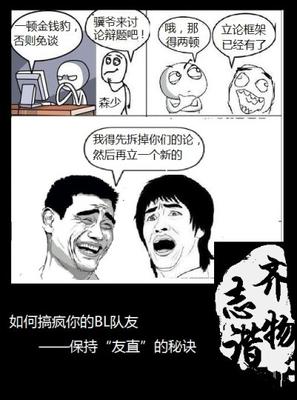 一顿金钱豹，
否则免谈
骥爷来讨
论辩题吧！
森少
哦，那
得两顿
立论框架
已经有了
我得先拆掉你们的论，
然后再立一个新的
齐物
志谐
如何搞疯你的BL队友
——保持“友直”的秘诀